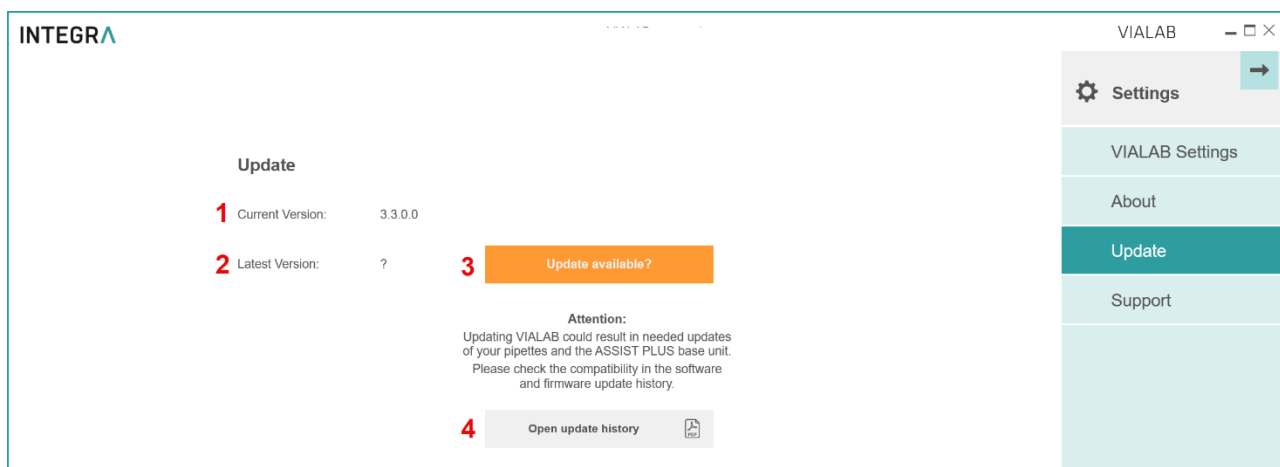 INTEGRA
VIALAB
Settings
VIALAB Settings
About
Update
Support
Update
1 Current Version: 3.3.0.0
2 Latest Version: ?
3 Update available?
Attention:
Updating VIALAB could result in needed updates
of your pipettes and the ASSIST PLUS base unit.
Please check the compatibility in the software
and firmware update history.
4 Open update history PDF